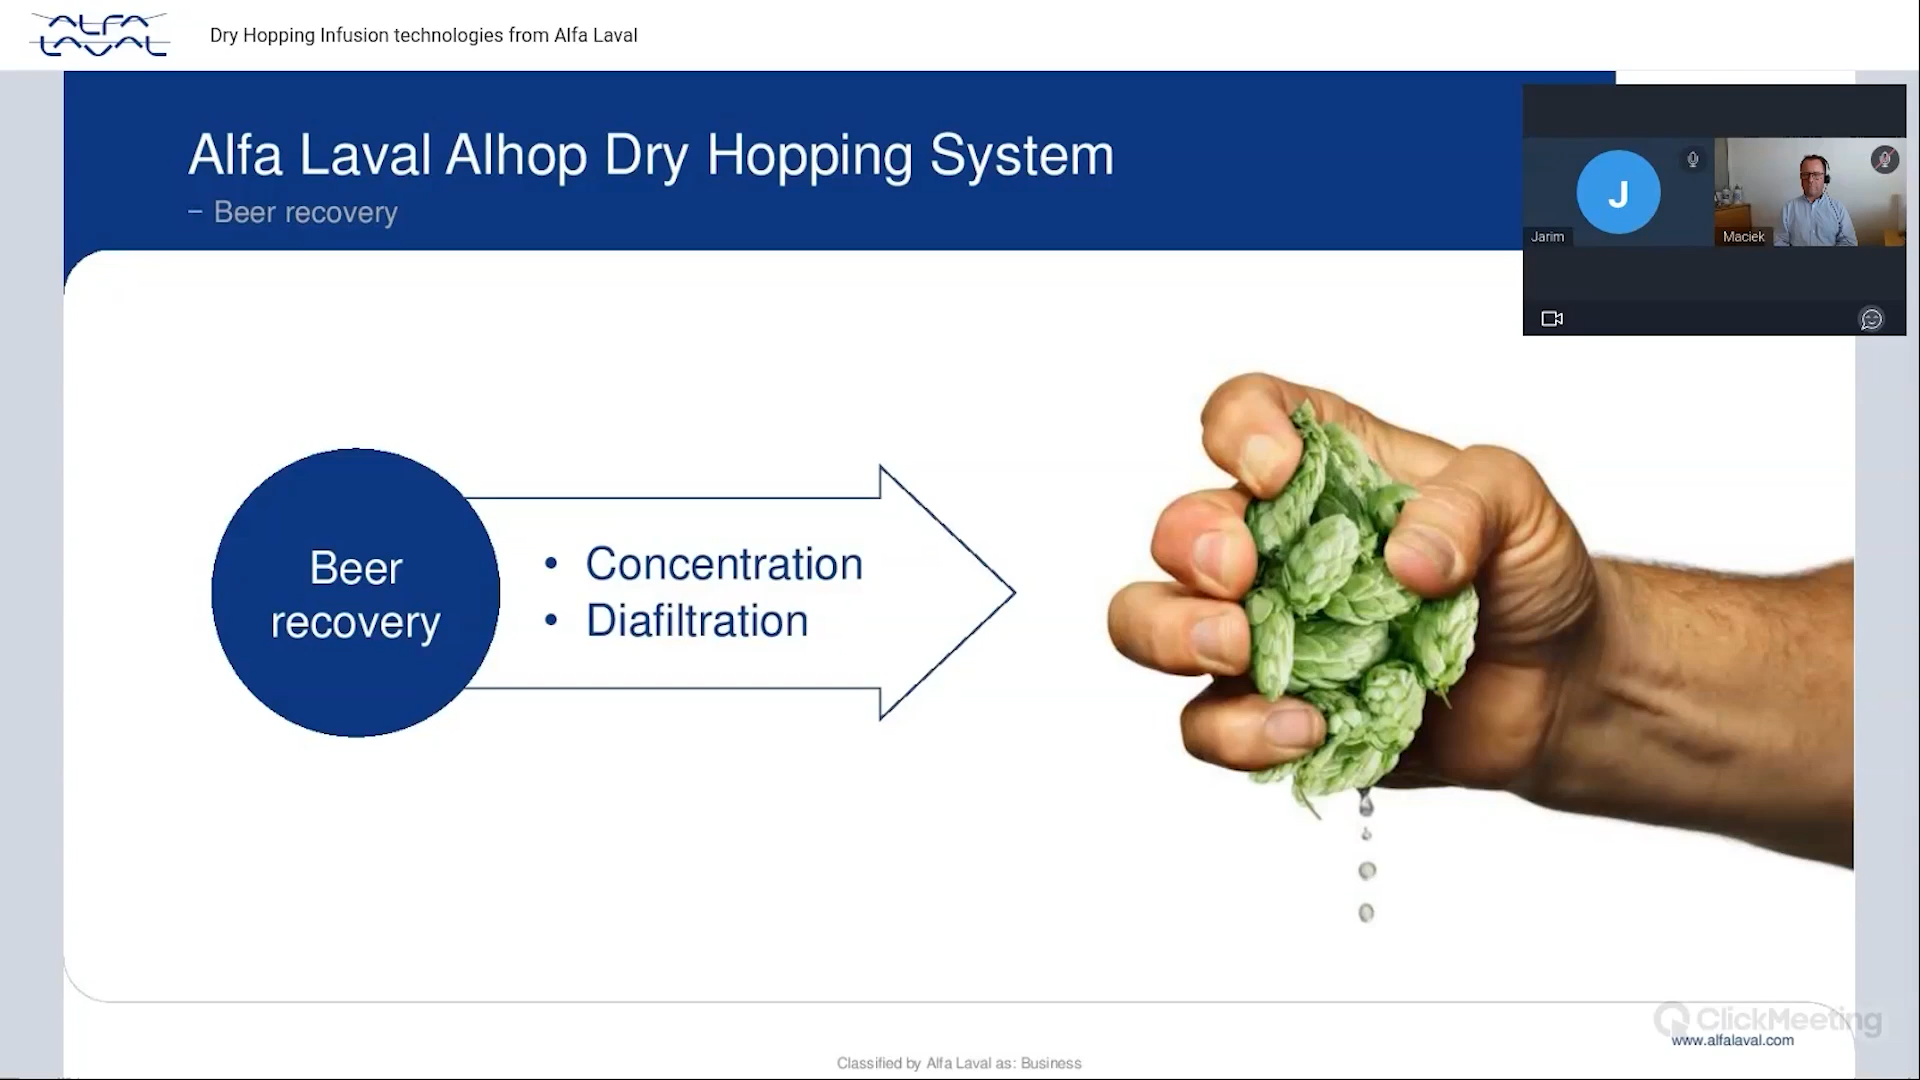 ALFA
LAVAL
Dry Hopping Infusion technologies from Alfa Laval
Alfa Laval Alhop Dry Hopping System
– Beer recovery
J
Jarim
Maciek
Beer
recovery
• Concentration
• Diafiltration
ClickMeeting
www.alfalaval.com
Classified by Alfa Laval as: Business